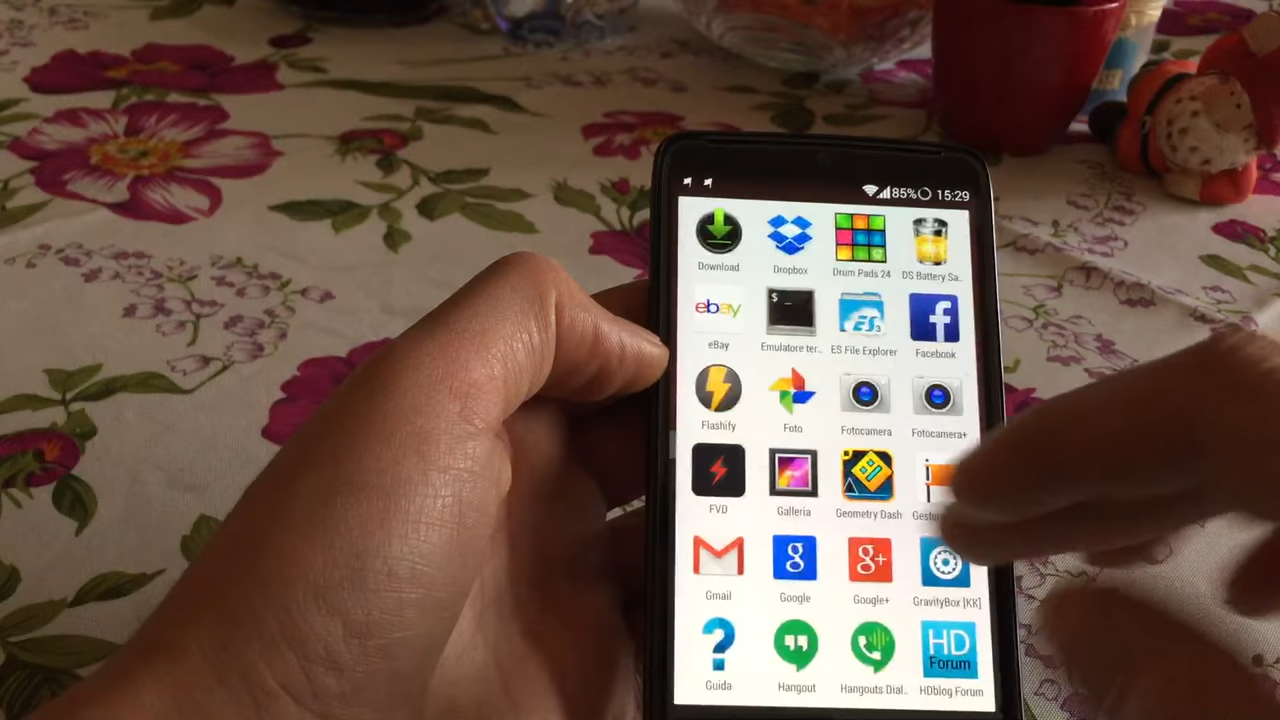 85% 15:29
Download Dropbox Drum Pads 24 DS Battery Sa..
ebay
$ _
ES 3
f
eBay Emulatore ter.. ES File Explorer Facebook
Flashify Foto Fotocamera Fotocamera+
FVD Galleria Geometry Dash
g g+
Gmail Google Google+ GravityBox [KK]
?
HD
Forum
Guida Hangout Hangouts Dial.. HDblog Forum